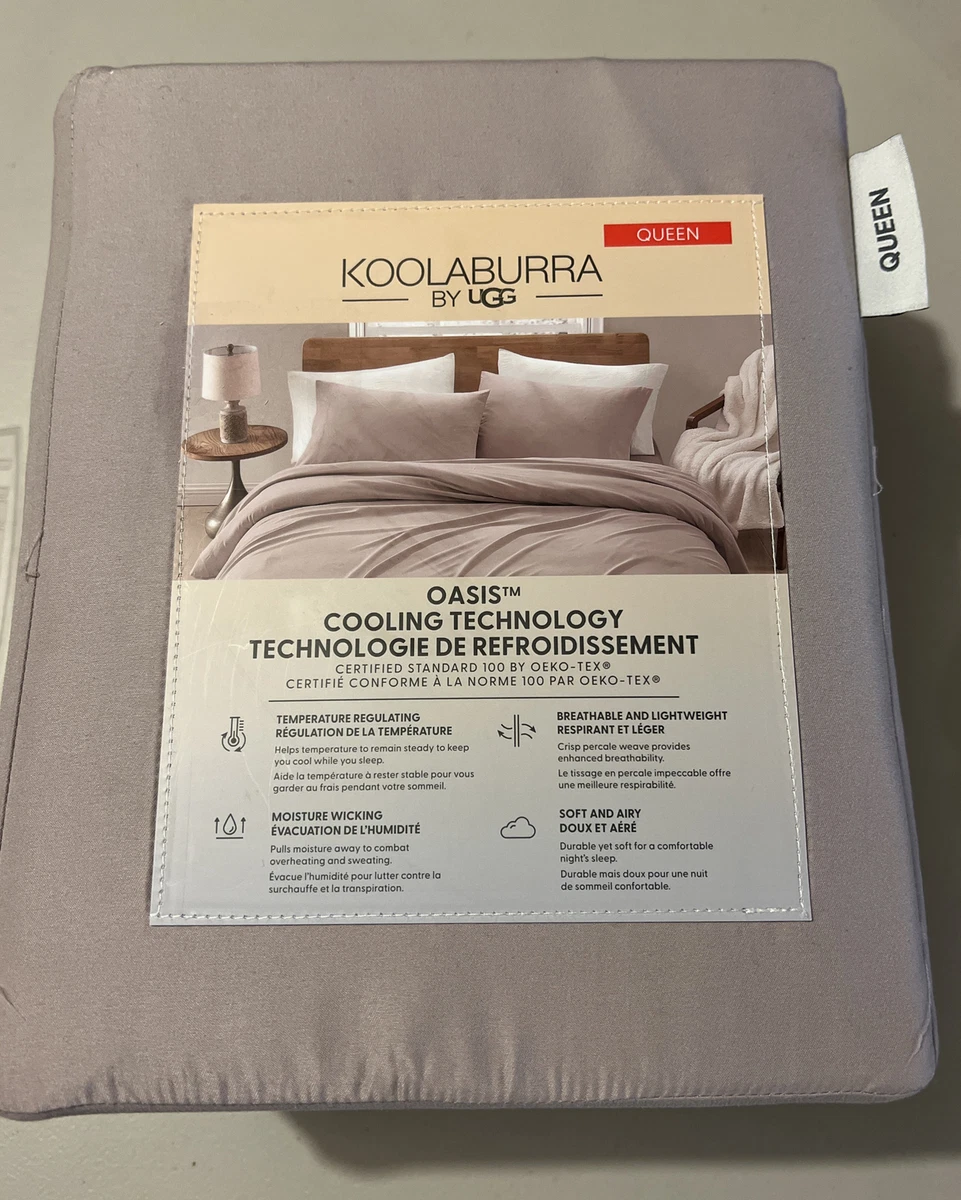 QUEEN
KOOLABURRA
BY UGG
QUEEN
OASIS™
COOLING TECHNOLOGY
TECHNOLOGIE DE REFROIDISSEMENT
CERTIFIED STANDARD 100 BY OEKO-TEX®
CERTIFIÉ CONFORME À LA NORME 100 PAR OEKO-TEX®
TEMPERATURE REGULATING
RÉGULATION DE LA TEMPÉRATURE
Helps temperature to remain steady to keep
you cool while you sleep.
Aide la température à rester stable pour vous
garder au frais pendant votre sommeil.
BREATHABLE AND LIGHTWEIGHT
RESPIRANT ET LÉGER
Crisp percale weave provides
enhanced breathability.
Le tissage en percale impeccable offre
une meilleure respirabilité.
MOISTURE WICKING
ÉVACUATION DE L'HUMIDITÉ
Pulls moisture away to combat
overheating and sweating.
Évacue l'humidité pour lutter contre la
surchauffe et la transpiration.
SOFT AND AIRY
DOUX ET AÉRÉ
Durable yet soft for a comfortable
night's sleep.
Durable mais doux pour une nuit
de sommeil confortable.